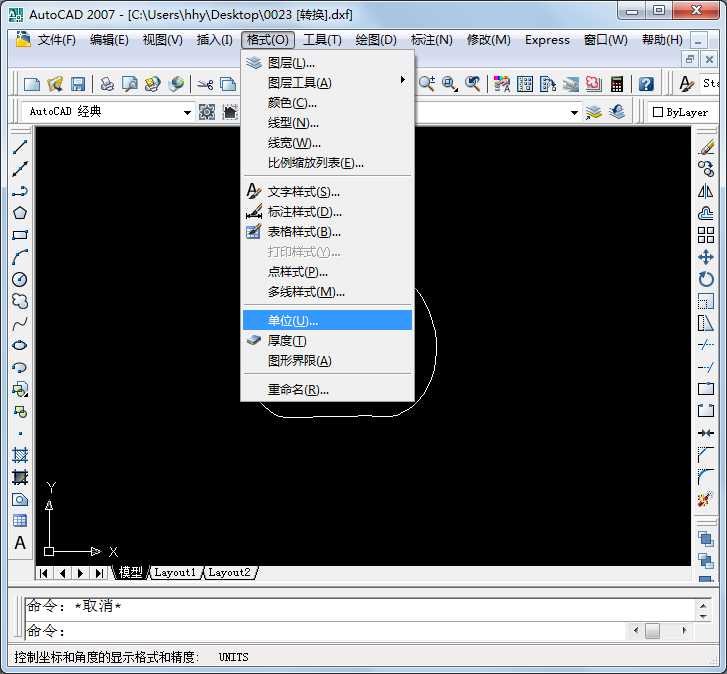 AutoCAD 2007 - [C:\Users\hhy\Desktop\0023 [转换].dxf]
文件(F) 编辑(E) 视图(V) 插入(I) 格式(O) 工具(T) 绘图(D) 标注(N) 修改(M) Express 窗口(W) 帮助(H)
图层(L)...
图层工具(A)
颜色(C)...
线型(N)...
线宽(W)...
比例缩放列表(E)...
文字样式(S)...
标注样式(D)...
表格样式(B)...
打印样式(Y)...
点样式(P)...
多线样式(M)...
单位(U)...
厚度(T)
图形界限(A)
重命名(R)...
Sta
AutoCAD 经典
ByLayer
A
Y
X
模型 Layout1 Layout2
命令: *取消*
命令:
控制坐标和角度的显示格式和精度: UNITS